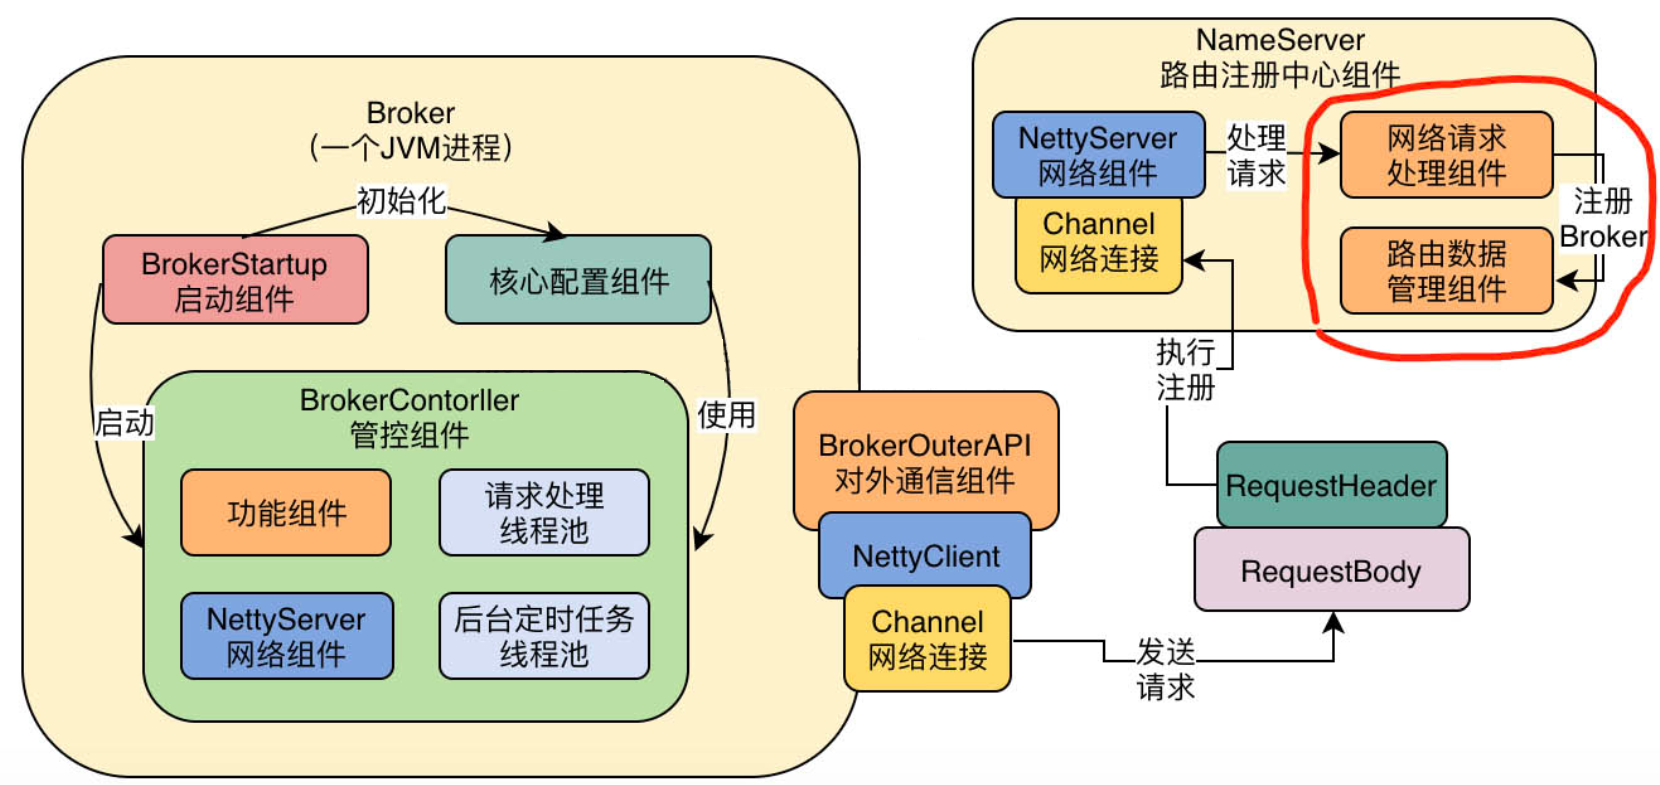 Broker
（一个JVM进程）
初始化
BrokerStartup
启动组件
核心配置组件
启动
使用
BrokerContorller
管控组件
功能组件
请求处理
线程池
NettyServer
网络组件
后台定时任务
线程池
BrokerOuterAPI
对外通信组件
NettyClient
Channel
网络连接
发送
请求
RequestHeader
RequestBody
执行
注册
NameServer
路由注册中心组件
NettyServer
网络组件
Channel
网络连接
处理
请求
网络请求
处理组件
注册
Broker
路由数据
管理组件